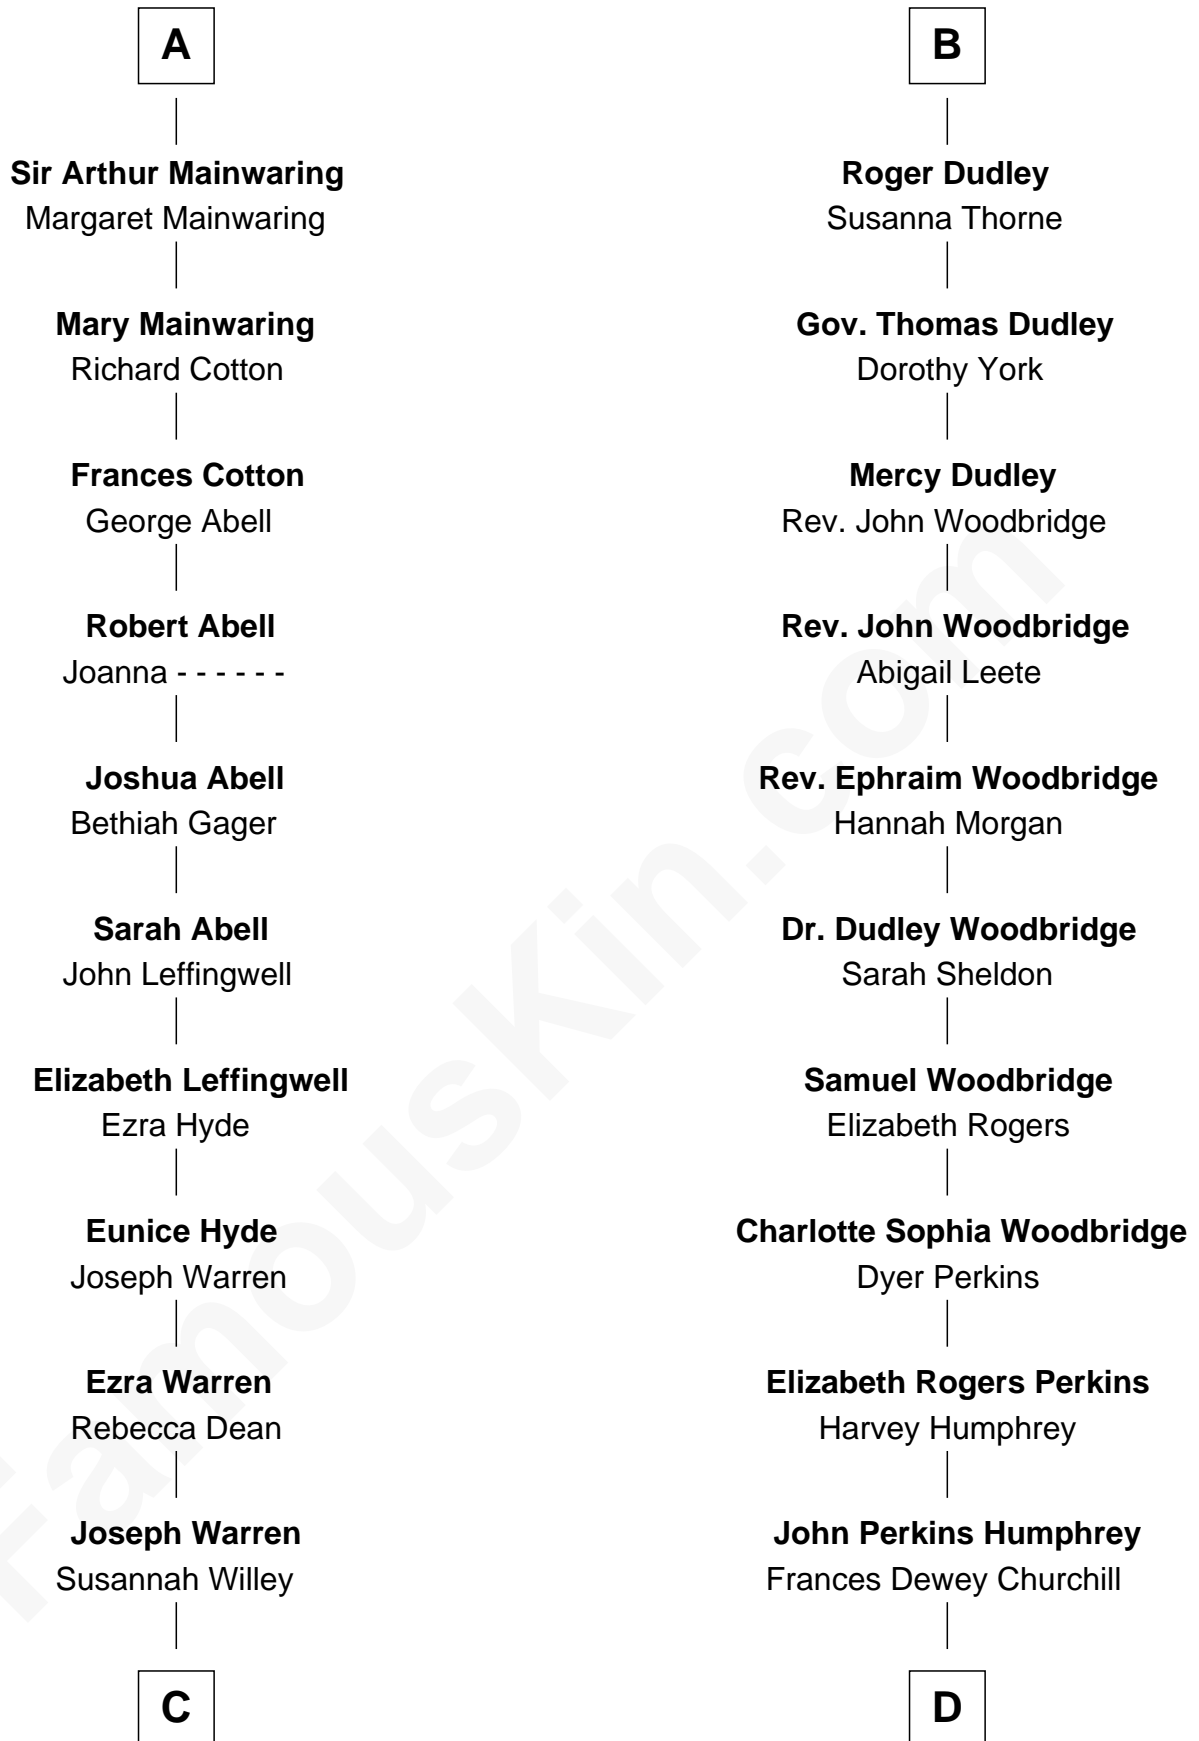 A
Sir Arthur Mainwaring
Margaret Mainwaring
Mary Mainwaring
Richard Cotton
Frances Cotton
George Abell
Robert Abell
Joanna - - - - - -
Joshua Abell
Bethiah Gager
Sarah Abell
John Leffingwell
Elizabeth Leffingwell
Ezra Hyde
Eunice Hyde
Joseph Warren
Ezra Warren
Rebecca Dean
Joseph Warren
Susannah Willey
C
B
Roger Dudley
Susanna Thorne
Gov. Thomas Dudley
Dorothy York
Mercy Dudley
Rev. John Woodbridge
Rev. John Woodbridge
Abigail Leete
Rev. Ephraim Woodbridge
Hannah Morgan
Dr. Dudley Woodbridge
Sarah Sheldon
Samuel Woodbridge
Elizabeth Rogers
Charlotte Sophia Woodbridge
Dyer Perkins
Elizabeth Rogers Perkins
Harvey Humphrey
John Perkins Humphrey
Frances Dewey Churchill
D
FamousKin.com